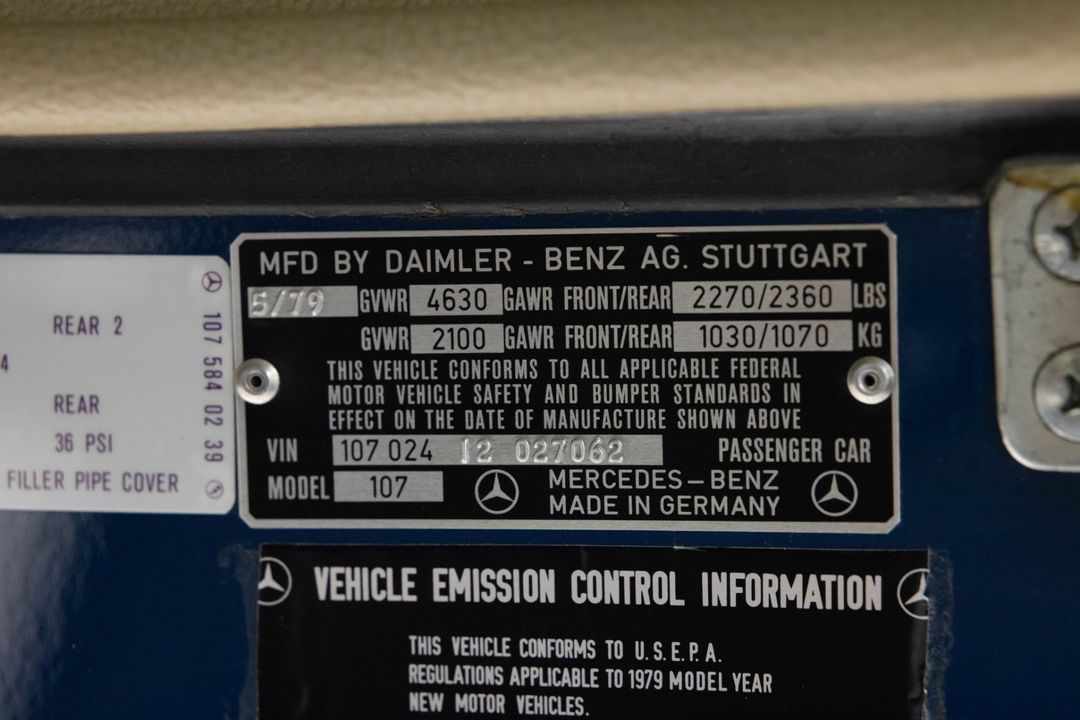 REAR 2
4
REAR
36 PSI
FILLER PIPE COVER
107 584 02 39
MFD BY DAIMLER - BENZ AG. STUTTGART
5/79 GVWR 4630 GAWR FRONT/REAR 2270/2360 LBS
GVWR 2100 GAWR FRONT/REAR 1030/1070 KG
THIS VEHICLE CONFORMS TO ALL APPLICABLE FEDERAL
MOTOR VEHICLE SAFETY AND BUMPER STANDARDS IN
EFFECT ON THE DATE OF MANUFACTURE SHOWN ABOVE
VIN 107 024 12 027062 PASSENGER CAR
MODEL 107 MERCEDES-BENZ
MADE IN GERMANY
VEHICLE EMISSION CONTROL INFORMATION
THIS VEHICLE CONFORMS TO U.S.E.P.A.
REGULATIONS APPLICABLE TO 1979 MODEL YEAR
NEW MOTOR VEHICLES.